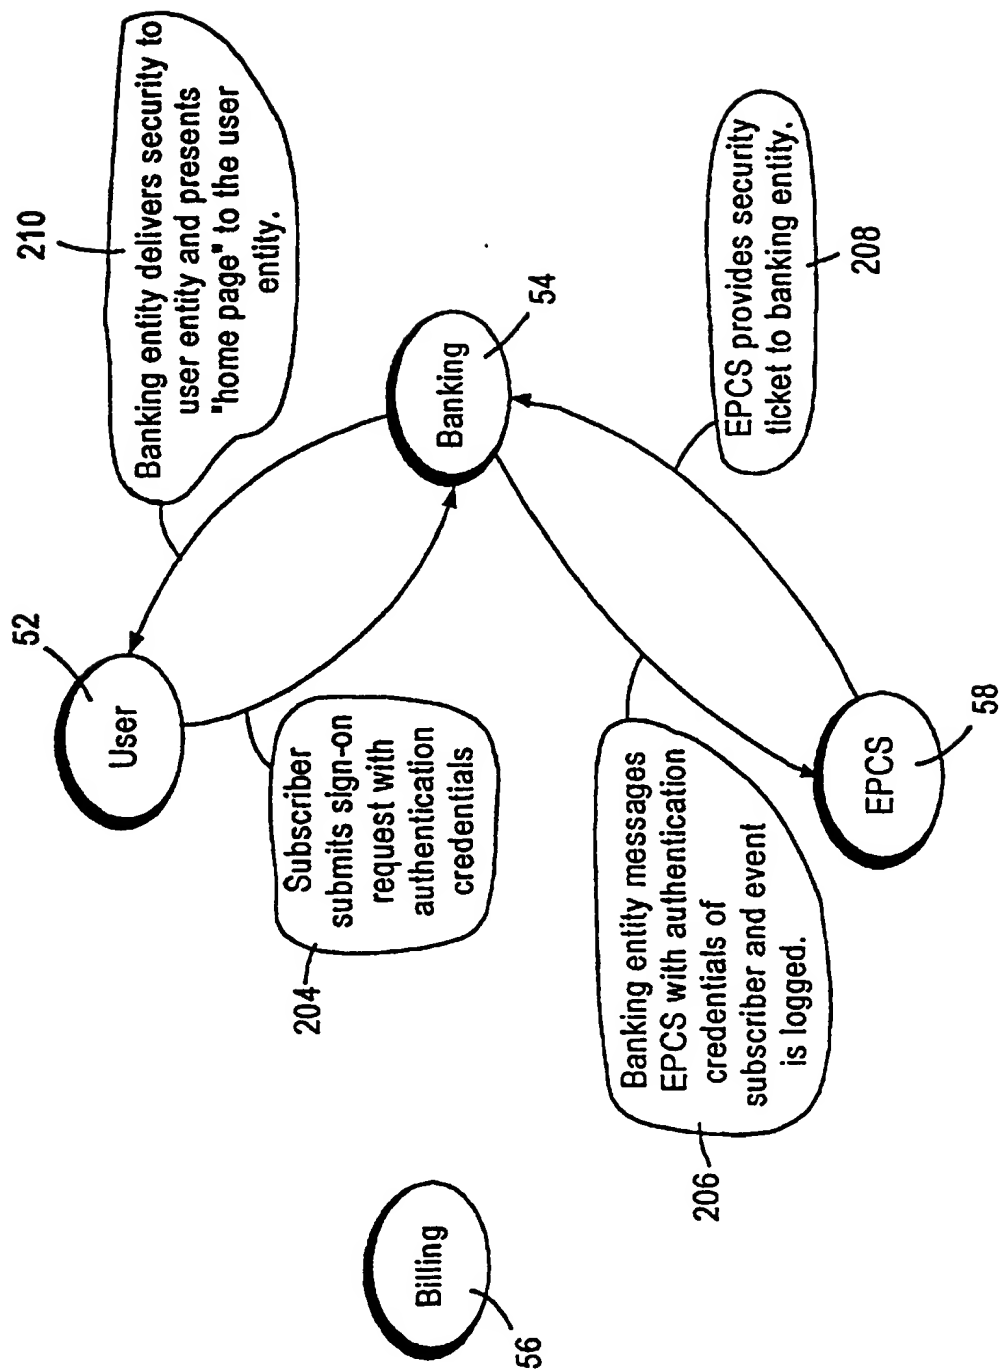 210
Banking entity delivers security to
user entity and presents
"home page" to the user
entity.
52
User
Banking
54
Subscriber
submits sign-on
request with
authentication
credentials
204
EPCS provides security
ticket to banking entity.
208
Banking entity messages
EPCS with authentication
credentials of
subscriber and event
is logged.
206
EPCS
58
Billing
56